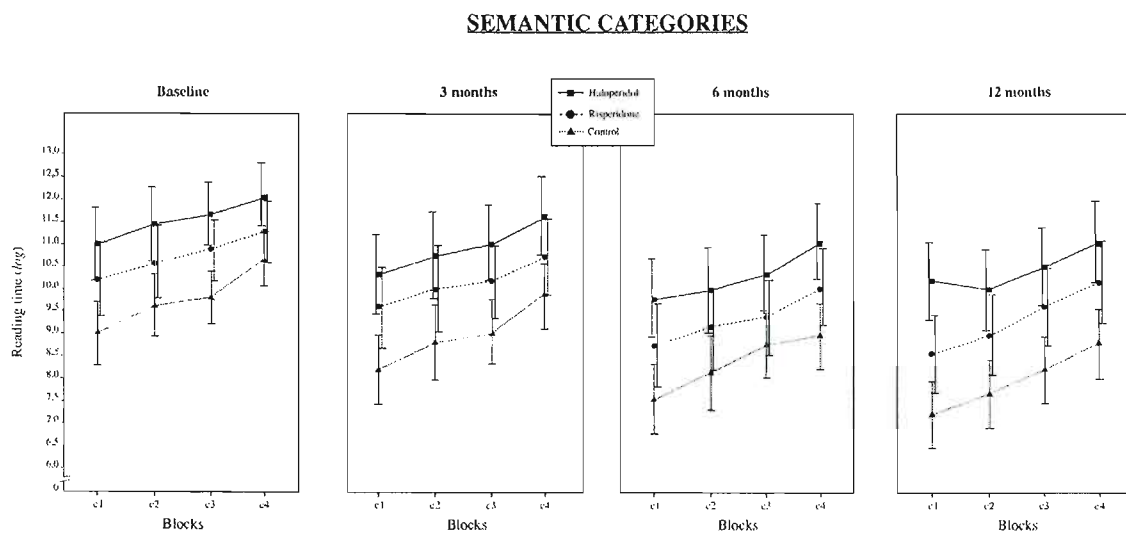 SEMANTIC CATEGORIES
Baseline
3 months
6 months
12 months
Haloperidol
Risperidone
Control
Reading time (log)
13,0
12,5
12,0
11,5
11,0
10,5
10,0
9,5
9,0
8,5
8,0
7,5
7,0
6,5
6,0
0
c1 c2 c3 c4
c1 c2 c3 c4
c1 c2 c3 c4
c1 c2 c3 c4
Blocks
Blocks
Blocks
Blocks